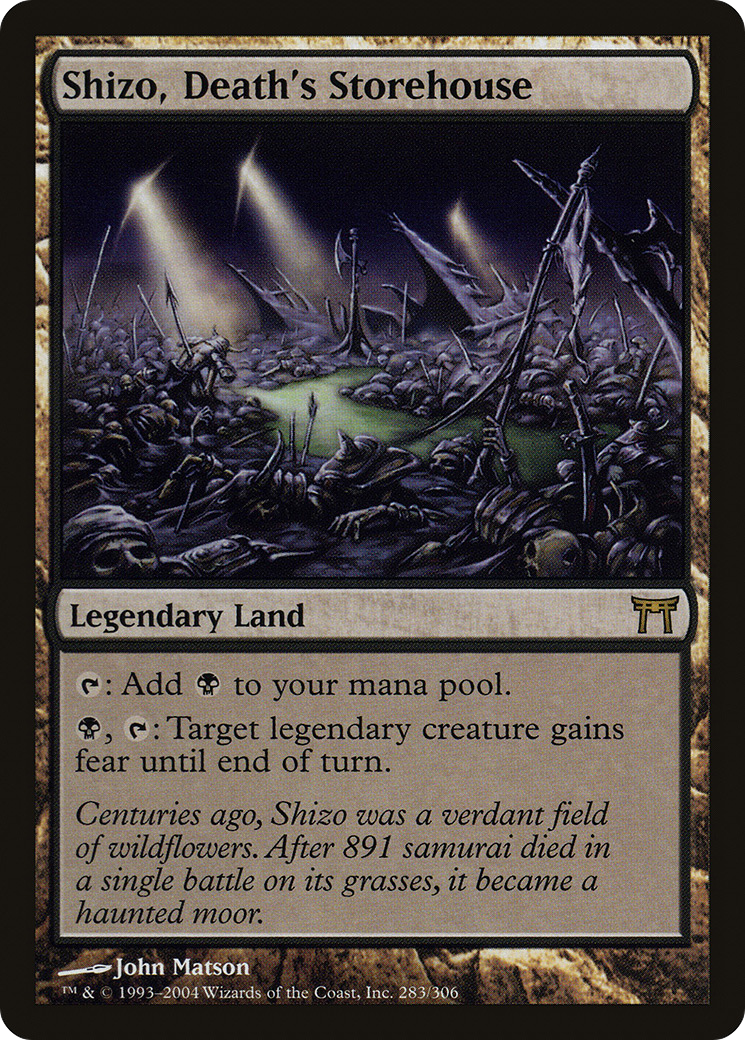 Shizo, Death's Storehouse
Legendary Land
: Add to your mana pool.
, : Target legendary creature gains
fear until end of turn.
Centuries ago, Shizo was a verdant field
of wildflowers. After 891 samurai died in
a single battle on its grasses, it became a
haunted moor.
John Matson
™ & © 1993–2004 Wizards of the Coast, Inc. 283/306